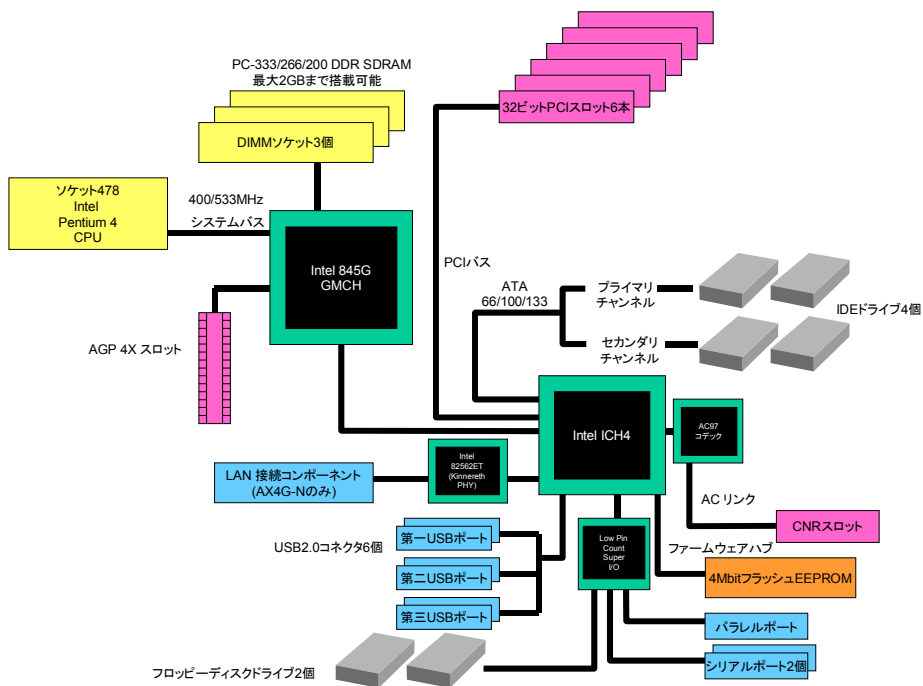 PC-333/266/200 DDR SDRAM
最大2GBまで搭載可能
DIMMソケット3個
32ビットPCIスロット6本
ソケット478
Intel
Pentium 4
CPU
400/533MHz
システムバス
Intel 845G
GMCH
AGP 4X スロット
PCIバス
ATA
66/100/133
プライマリ
チャンネル
セカンダリ
チャンネル
IDEドライブ4個
Intel ICH4
AC97
コデック
Intel
82562ET
(Kinnereth
PHY)
LAN 接続コンポーネント
(AX4G-Nのみ)
AC リンク
CNRスロット
USB2.0コネクタ6個
第一USBポート
第二USBポート
第三USBポート
Low Pin
Count
Super
I/O
ファームウェアハブ
4MbitフラッシュEEPROM
パラレルポート
シリアルポート2個
フロッピーディスクドライブ2個